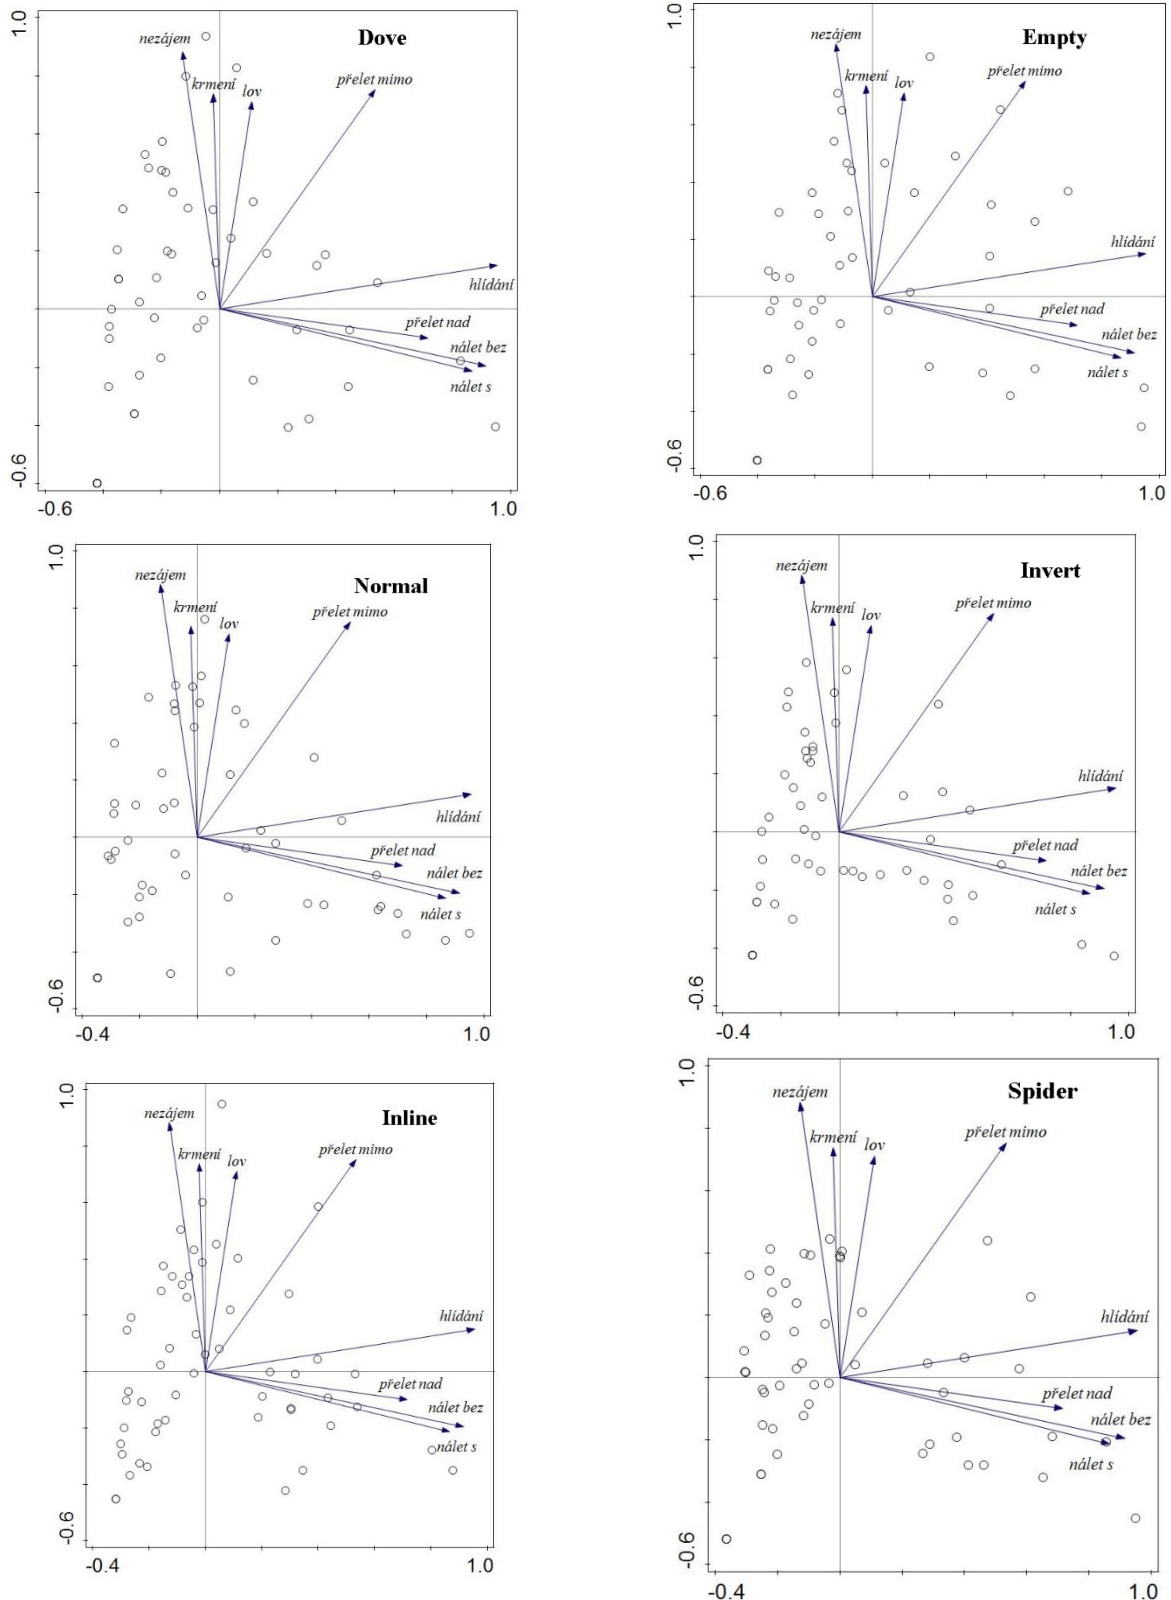 1.0
Dove
nezájem
krmení
lov
přelet mimo
hlídání
přelet nad
nálet bez
nálet s
-0.6
-0.6
1.0
1.0
Empty
nezájem
krmení
lov
přelet mimo
hlídání
přelet nad
nálet bez
nálet s
-0.6
-0.6
1.0
1.0
Normal
nezájem
krmení
lov
přelet mimo
hlídání
přelet nad
nálet bez
nálet s
-0.6
-0.4
1.0
1.0
Invert
nezájem
krmení
lov
přelet mimo
hlídání
přelet nad
nálet bez
nálet s
-0.6
-0.4
1.0
1.0
Inline
nezájem
krmení
lov
přelet mimo
hlídání
přelet nad
nálet bez
nálet s
-0.6
-0.4
1.0
1.0
Spider
nezájem
krmení
lov
přelet mimo
hlídání
přelet nad
nálet bez
nálet s
-0.6
-0.4
1.0